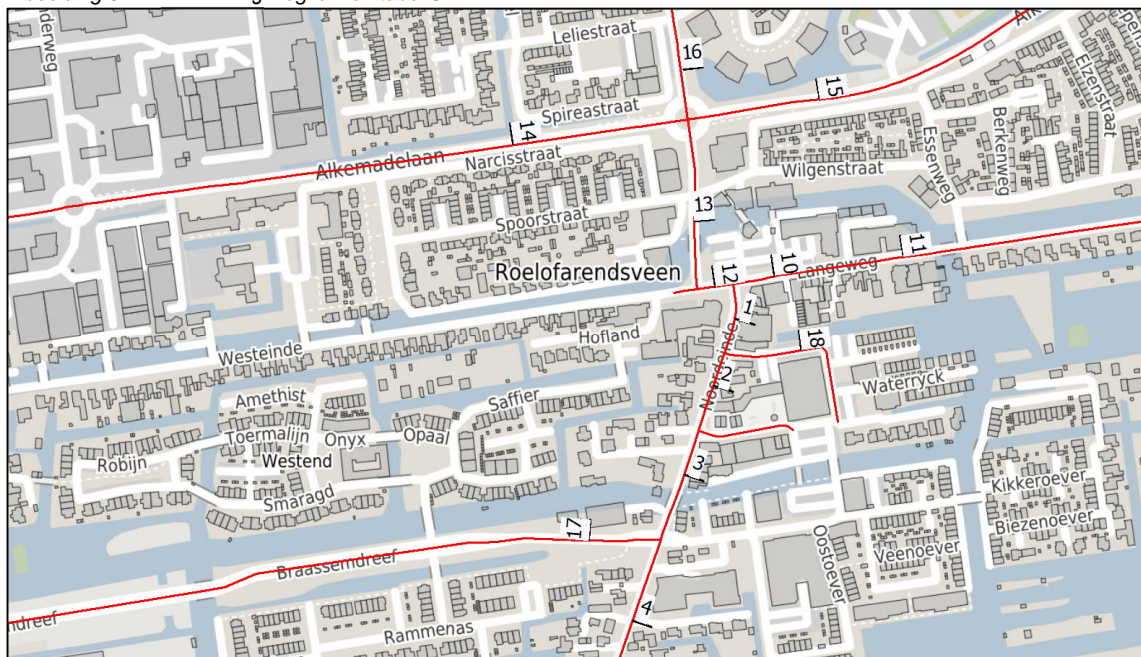 Leliestraat
16
15
Spireastraat
14
Elzenstraat
Berkenweg
Essenweg
Alkemadelaan
Narcisstraat
Wilgenstraat
13
Spoorstraat
11
10
Langeweg
12
Roelofarendsveen
1
Hofland
Noordeinde
18
Westeinde
2
Waterryck
Amethist
Saffier
Toermalijn
Onyx
Opaal
Robijn
Westend
3
Smaragd
Kikkeroever
Biezenoever
17
Oostoever
Veenoever
Braassemdreef
ndreef
4
Rammenas